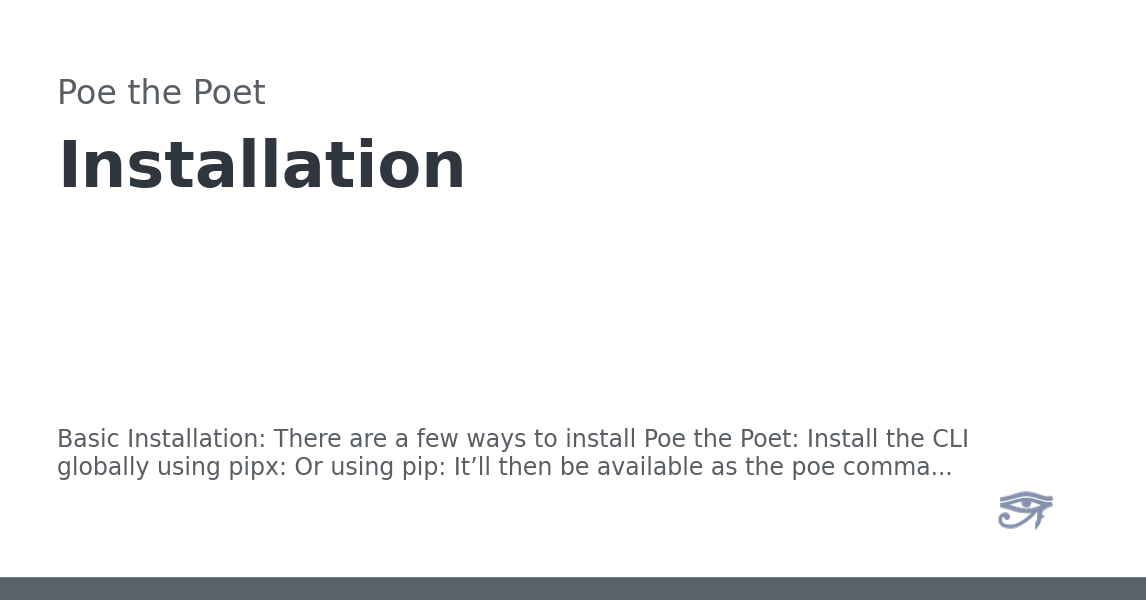 Poe the Poet
Installation
Basic Installation: There are a few ways to install Poe the Poet: Install the CLI
globally using pipx: Or using pip: It’ll then be available as the poe comma...